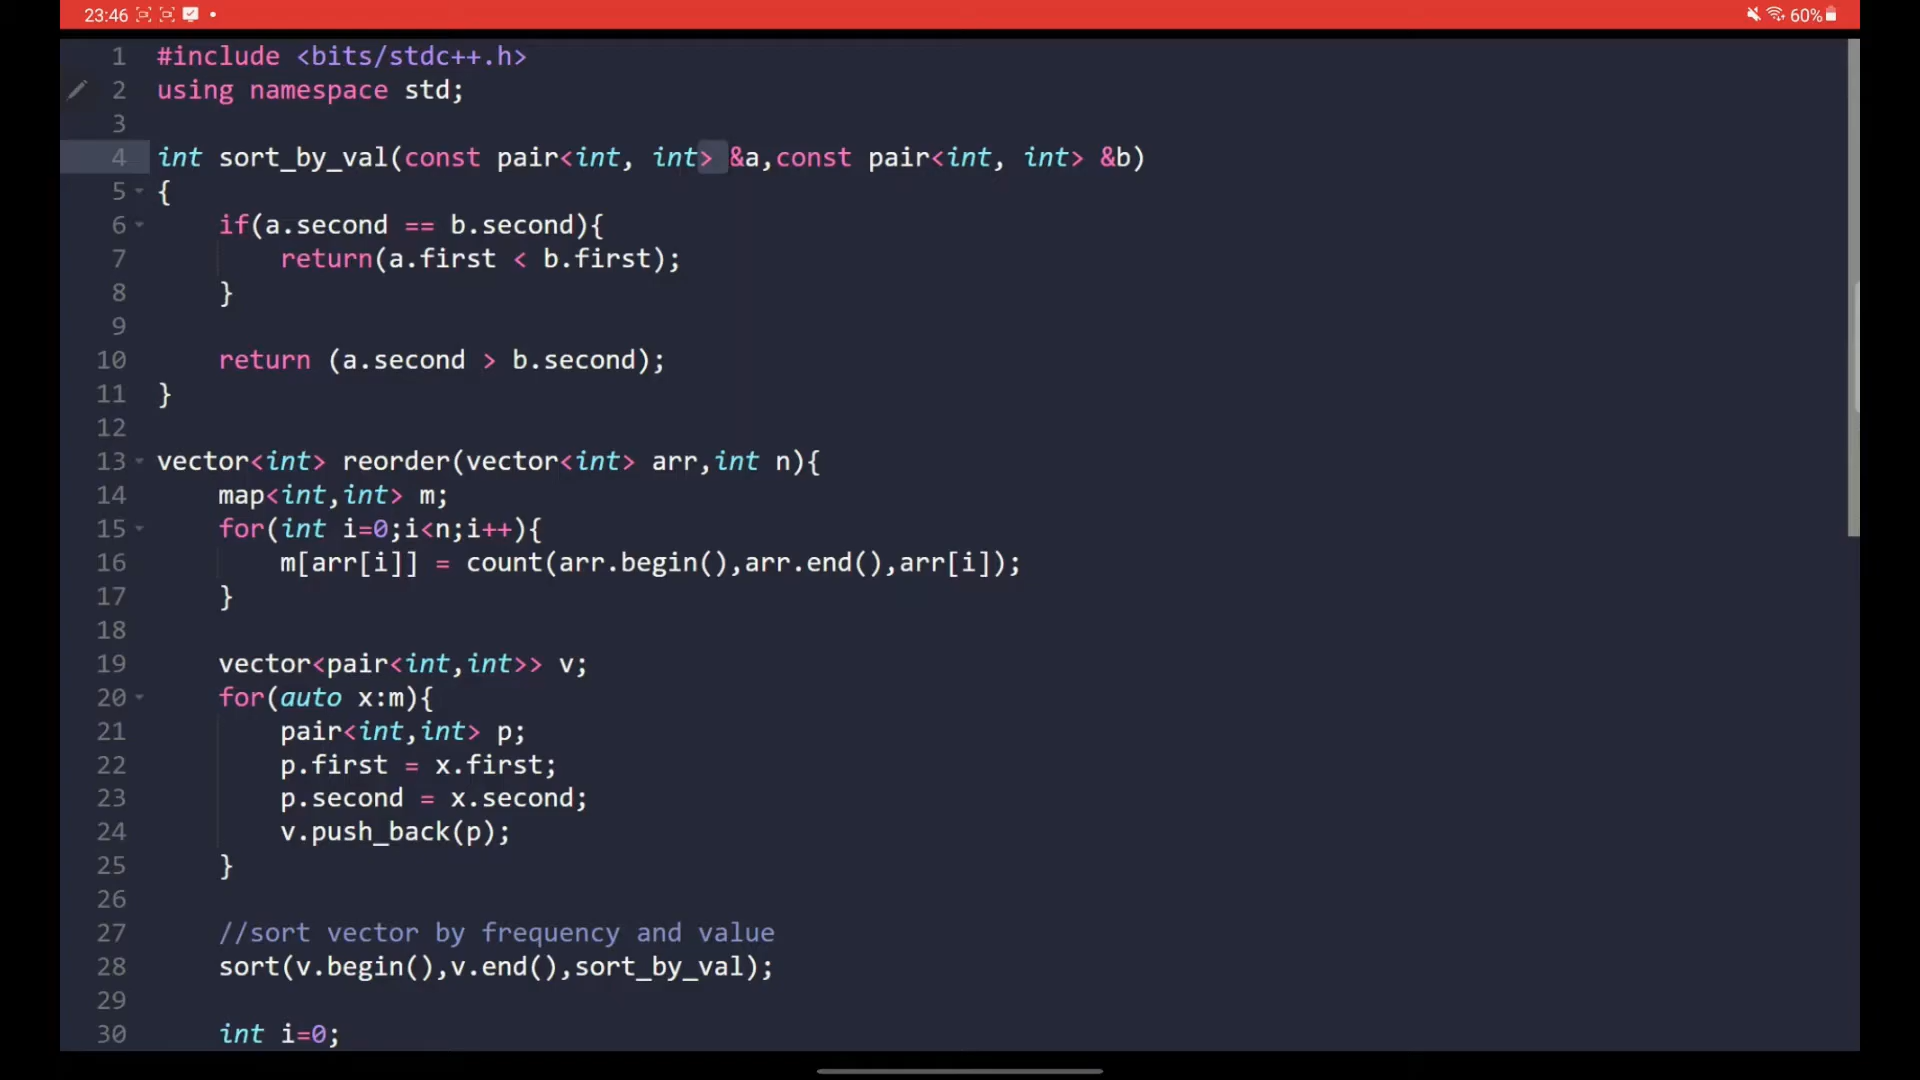 23:46
60%
1 #include <bits/stdc++.h>
2 using namespace std;
3
4 int sort_by_val(const pair<int, int> &a,const pair<int, int> &b)
5 {
6     if(a.second == b.second){
7         return(a.first < b.first);
8     }
9
10     return (a.second > b.second);
11 }
12
13 vector<int> reorder(vector<int> arr,int n){
14     map<int,int> m;
15     for(int i=0;i<n;i++){
16         m[arr[i]] = count(arr.begin(),arr.end(),arr[i]);
17     }
18
19     vector<pair<int,int>> v;
20     for(auto x:m){
21         pair<int,int> p;
22         p.first = x.first;
23         p.second = x.second;
24         v.push_back(p);
25     }
26
27     //sort vector by frequency and value
28     sort(v.begin(),v.end(),sort_by_val);
29
30     int i=0;